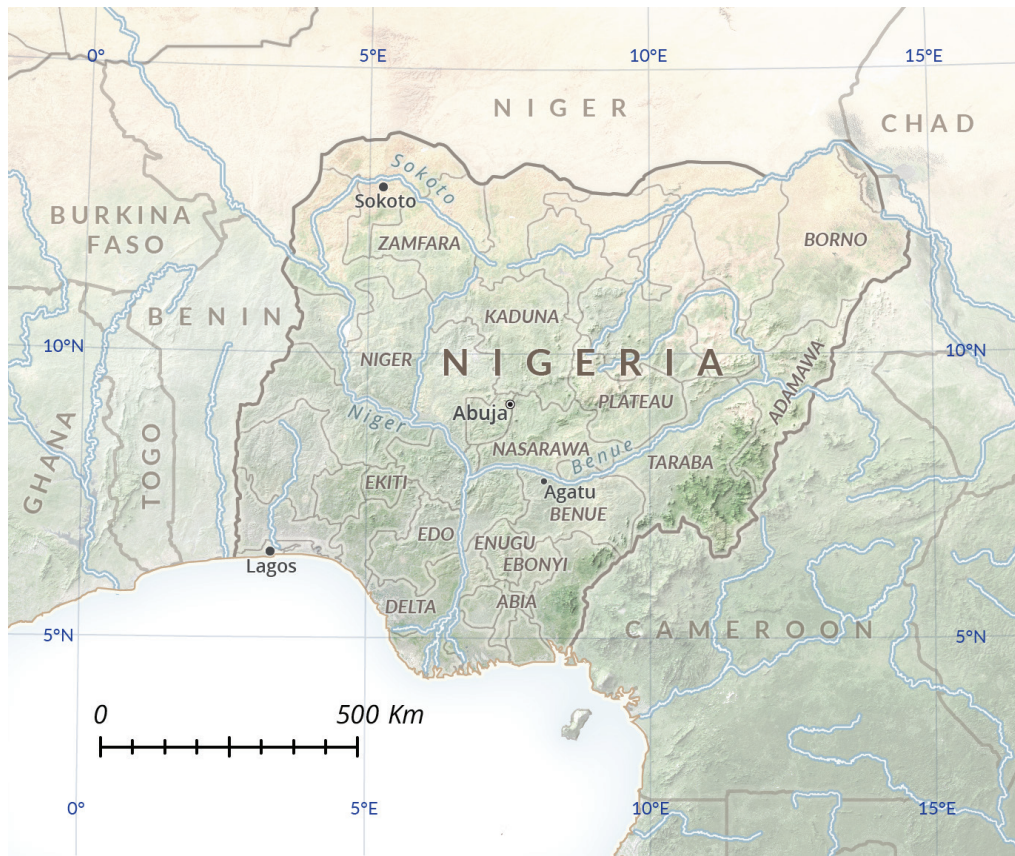 0°
5°E
10°E
15°E
NIGER
CHAD
Sokoto
Sokoto
BURKINA
FASO
ZAMFARA
BORNO
BENIN
KADUNA
10°N
10°N
NIGER
NIGERIA
ADAMAWA
PLATEAU
Abuja
Niger
GHANA
TOGO
NASARAWA
Benue
TARABA
EKITI
Agatu
BENUE
EDO
ENUGU
EBONYI
Lagos
DELTA
ABIA
CAMEROON
5°N
5°N
0
500 Km
0°
5°E
10°E
15°E